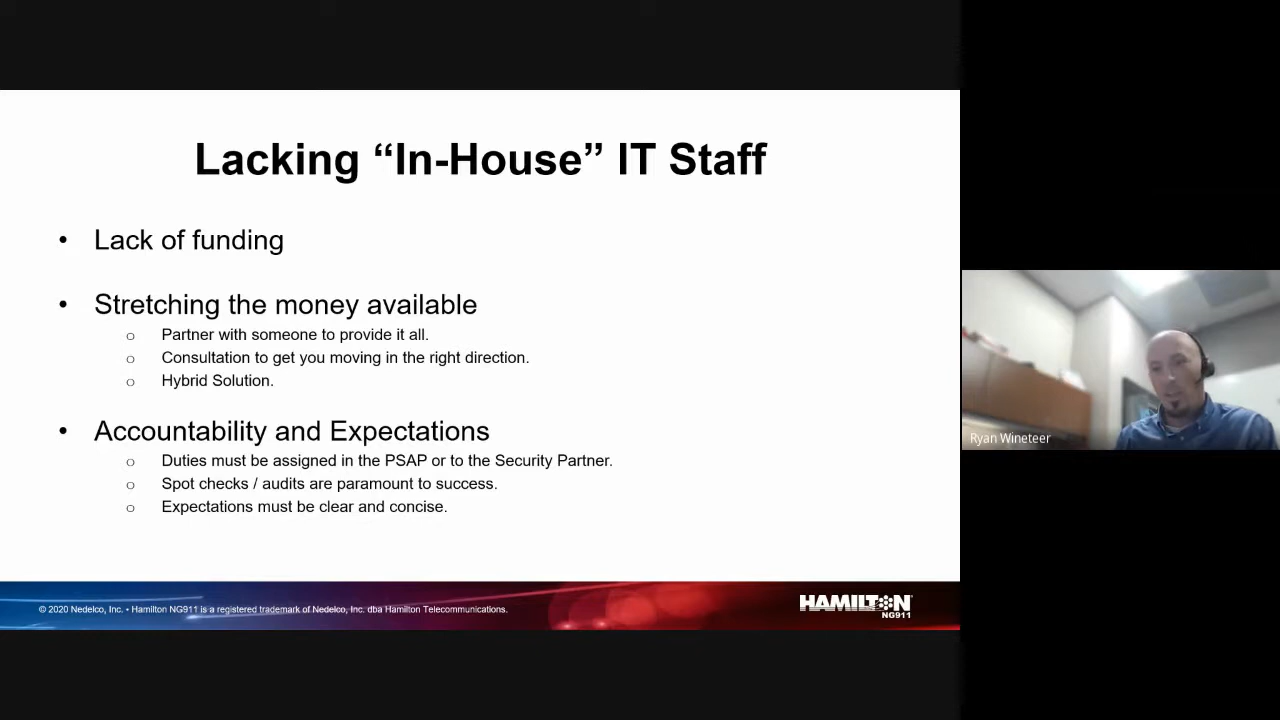 Lacking “In-House” IT Staff
• Lack of funding
• Stretching the money available
o Partner with someone to provide it all.
o Consultation to get you moving in the right direction.
o Hybrid Solution.
• Accountability and Expectations
o Duties must be assigned in the PSAP or to the Security Partner.
o Spot checks / audits are paramount to success.
o Expectations must be clear and concise.
© 2020 Nedelco, Inc. • Hamilton NG911 is a registered trademark of Nedelco, Inc. dba Hamilton Telecommunications.
HAMILTON
NG911
Ryan Wineteer